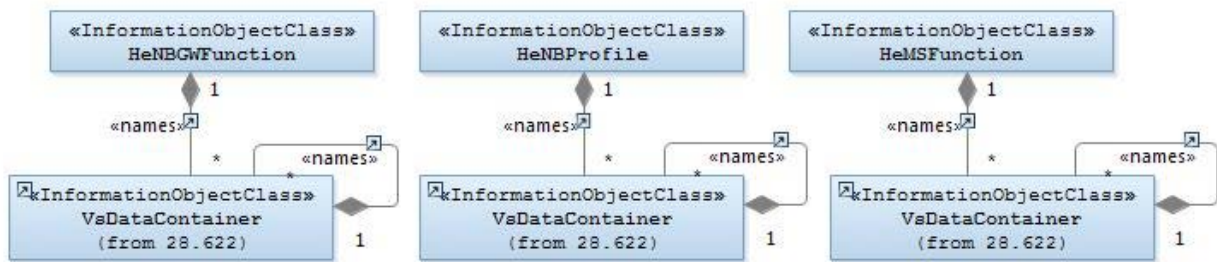 «InformationObjectClass»
HeNBGWFunction
1
«names»
*
«names»
*
«InformationObjectClass»
VsDataContainer
(from 28.622)
1
«InformationObjectClass»
HeNBProfile
1
«names»
*
«names»
*
«InformationObjectClass»
VsDataContainer
(from 28.622)
1
«InformationObjectClass»
HeMSFunction
1
«names»
*
«names»
*
«InformationObjectClass»
VsDataContainer
(from 28.622)
1